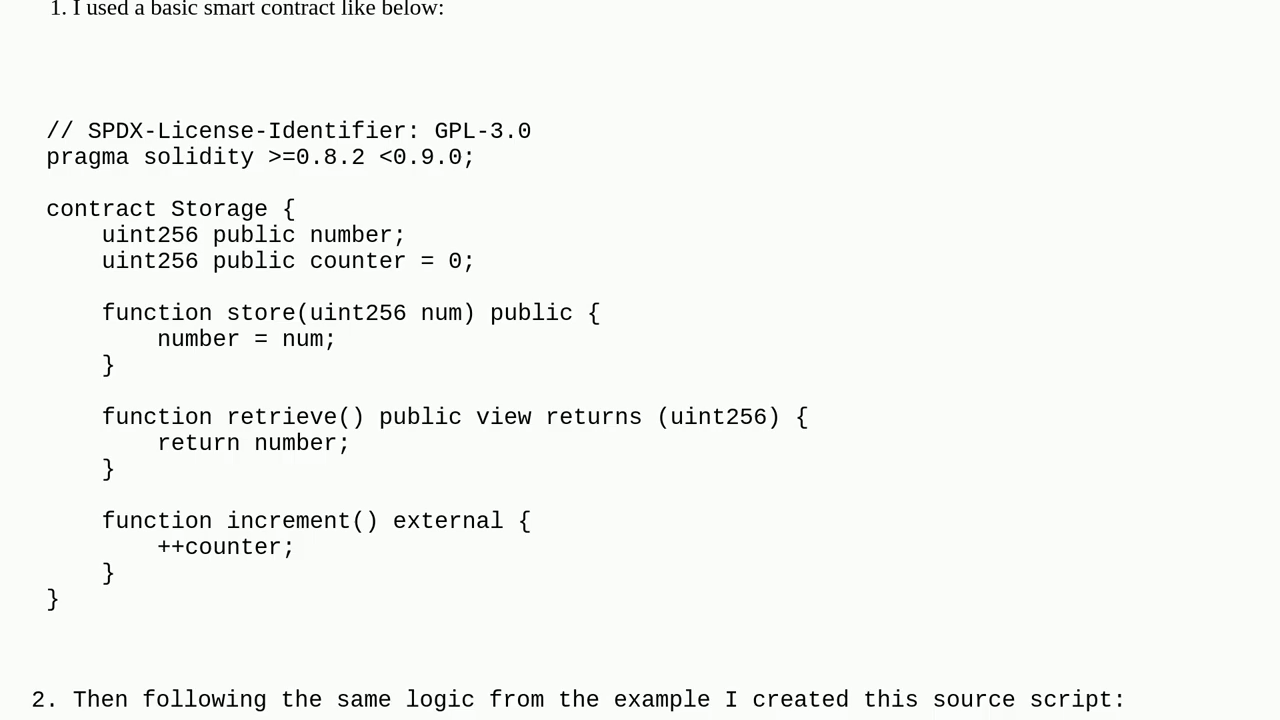 1. I used a basic smart contract like below:
// SPDX-License-Identifier: GPL-3.0
pragma solidity >=0.8.2 <0.9.0;
contract Storage {
    uint256 public number;
    uint256 public counter = 0;
    function store(uint256 num) public {
        number = num;
    }
    function retrieve() public view returns (uint256) {
        return number;
    }
    function increment() external {
        ++counter;
    }
}
2. Then following the same logic from the example I created this source script: